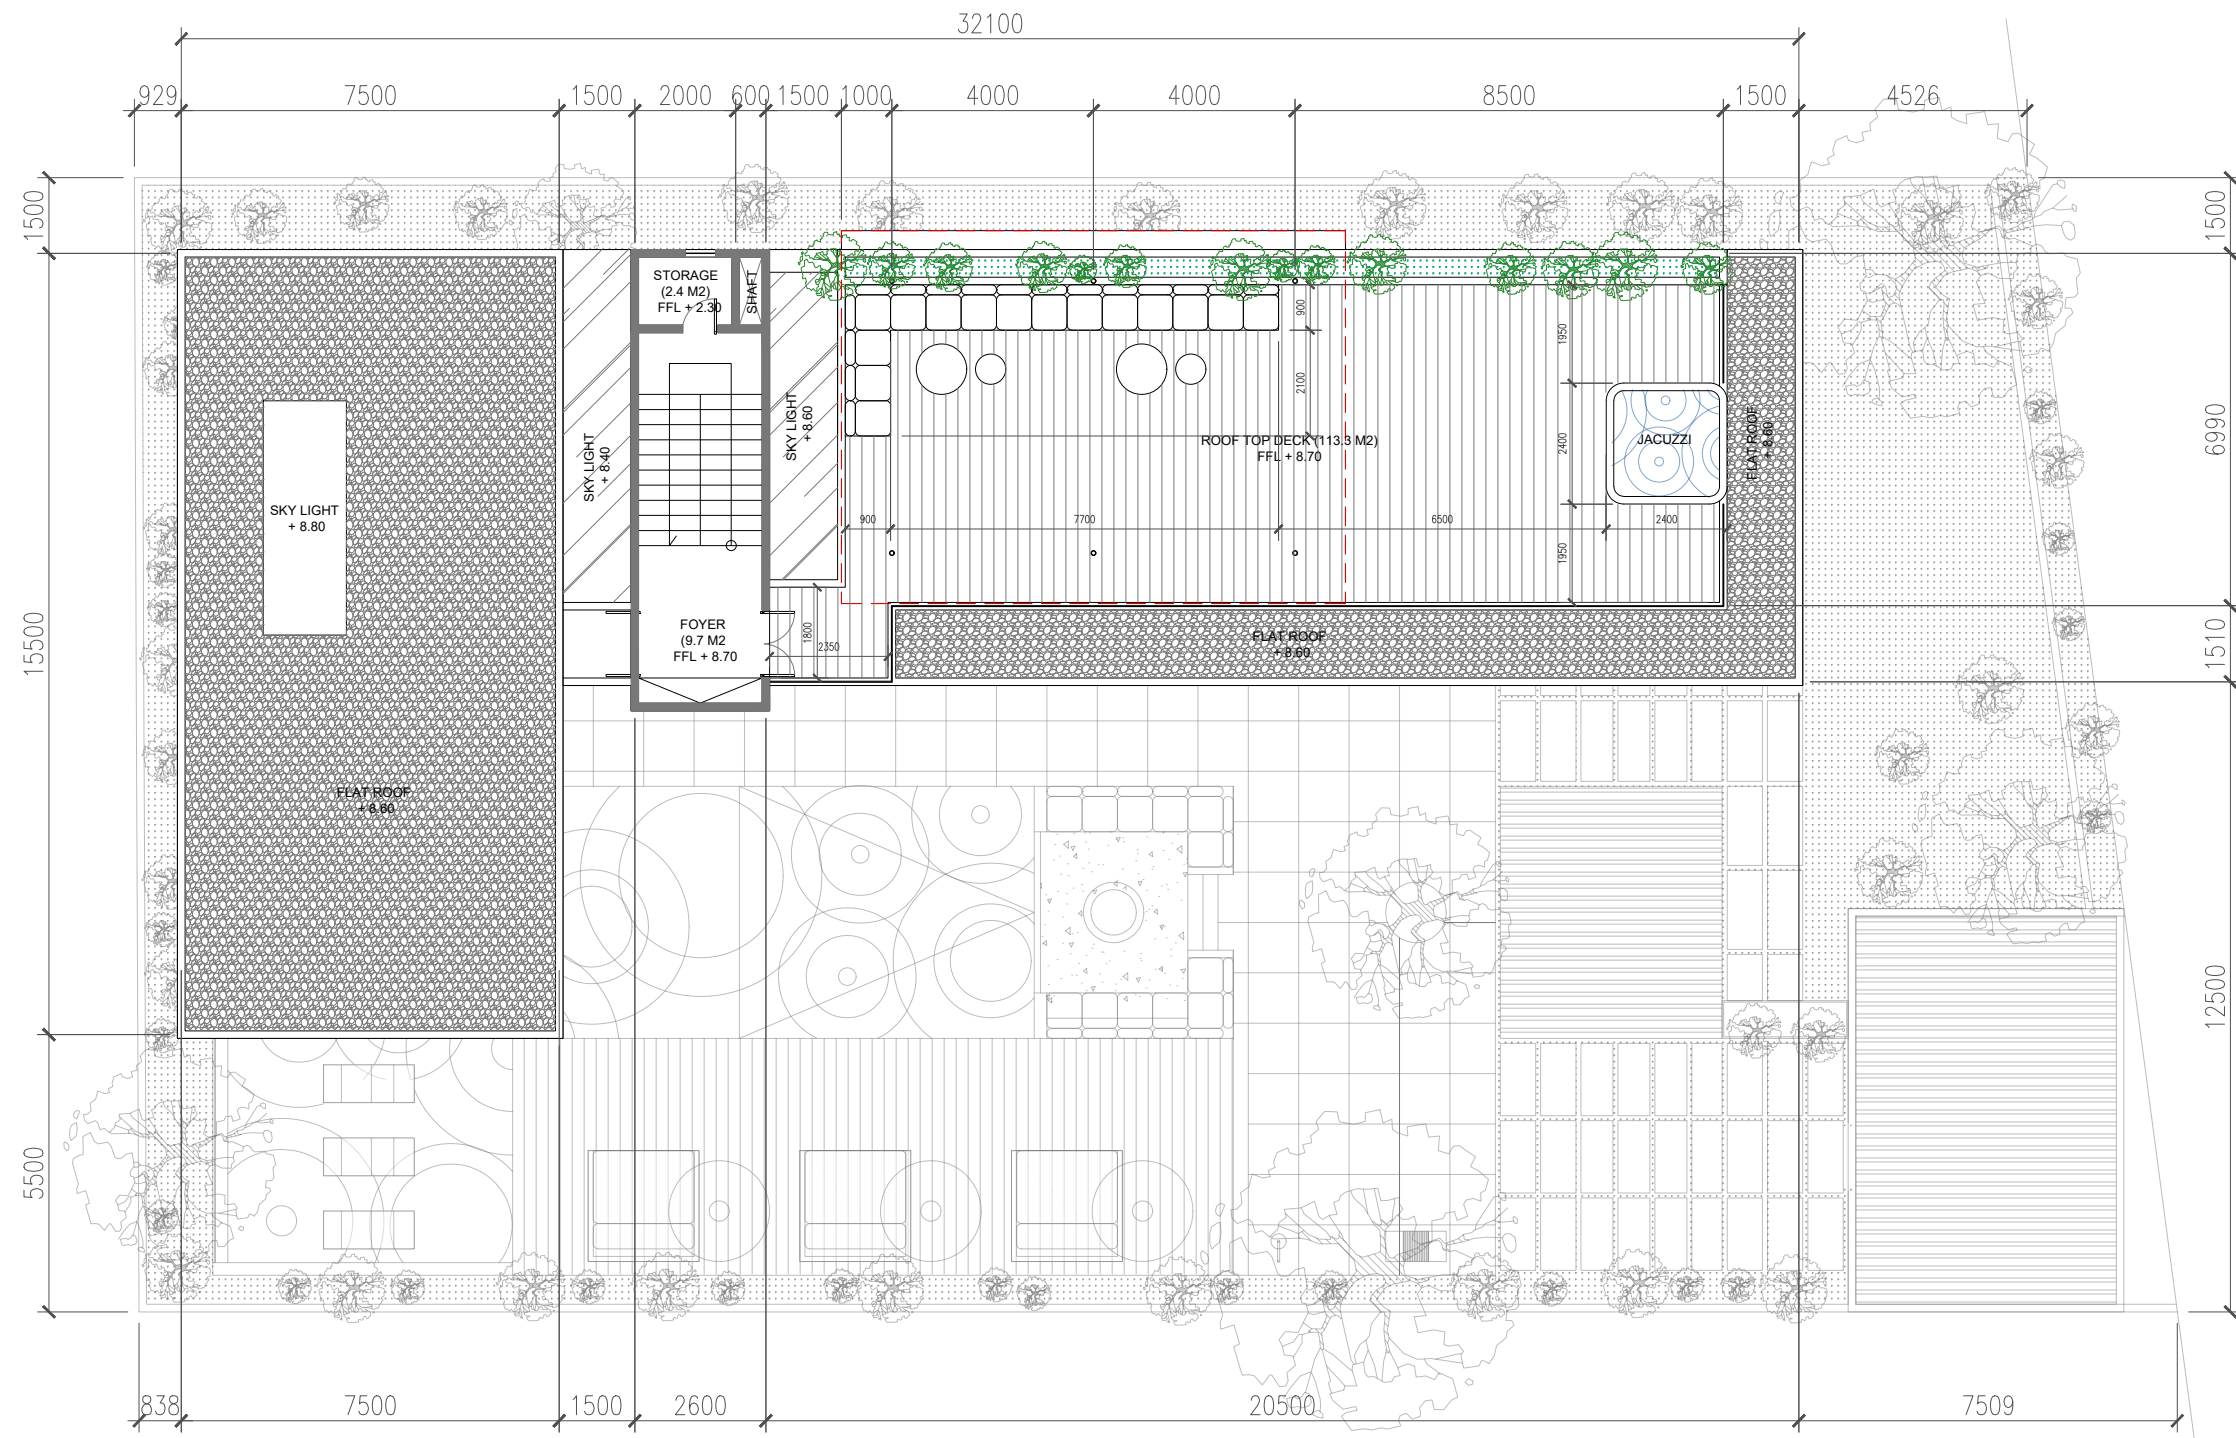 32100
929
7500
1500
2000
600
1500
1000
4000
4000
8500
1500
4526
1500
15500
5500
1500
6990
1510
12500
STORAGE
(2.4 M2)
FFL + 2.30
SHAFT
SKY LIGHT
+ 8.40
SKY LIGHT
+ 8.60
SKY LIGHT
+ 8.80
FLAT ROOF
+ 8.60
FOYER
(9.7 M2
FFL + 8.70
1800
2350
900
2100
ROOF TOP DECK (113.3 M2)
FFL + 8.70
900
7700
6500
2400
1950
2400
1950
JACUZZI
FLAT ROOF
+ 8.60
FLAT ROOF
+ 8.60
838
7500
1500
2600
20500
7509